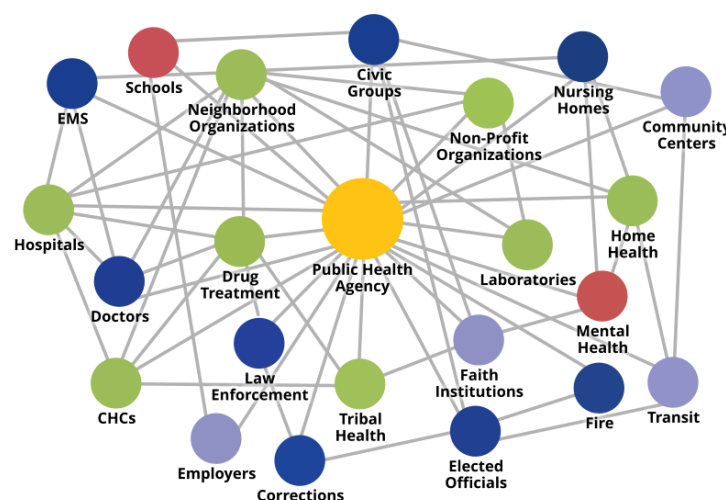 Civic
Groups
Schools
EMS
Neighborhood
Organizations
Nursing
Homes
Non-Profit
Organizations
Community
Centers
Hospitals
Doctors
Drug
Treatment
Public Health
Agency
Laboratories
Home
Health
Mental
Health
Law
Enforcement
Faith
Institutions
CHCs
Tribal
Health
Fire
Transit
Employers
Corrections
Elected
Officials